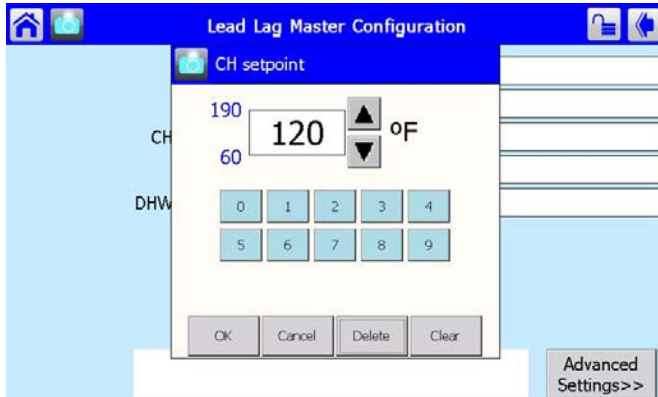 Lead Lag Master Configuration
CH setpoint
190
120 °F
60
CH
DHW
0 1 2 3 4
5 6 7 8 9
OK Cancel Delete Clear
Advanced
Settings>>